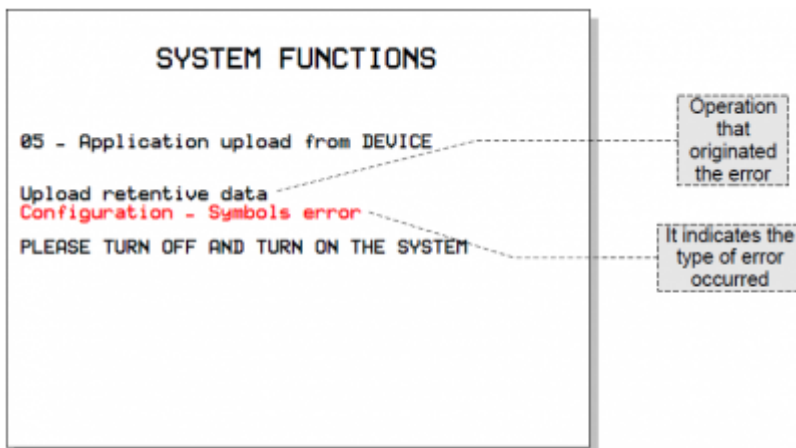 SYSTEM FUNCTIONS
05 - Application upload from DEVICE
Upload retentive data
Configuration - Symbols error
PLEASE TURN OFF AND TURN ON THE SYSTEM
Operation
that
originated
the error
It indicates the
type of error
occurred